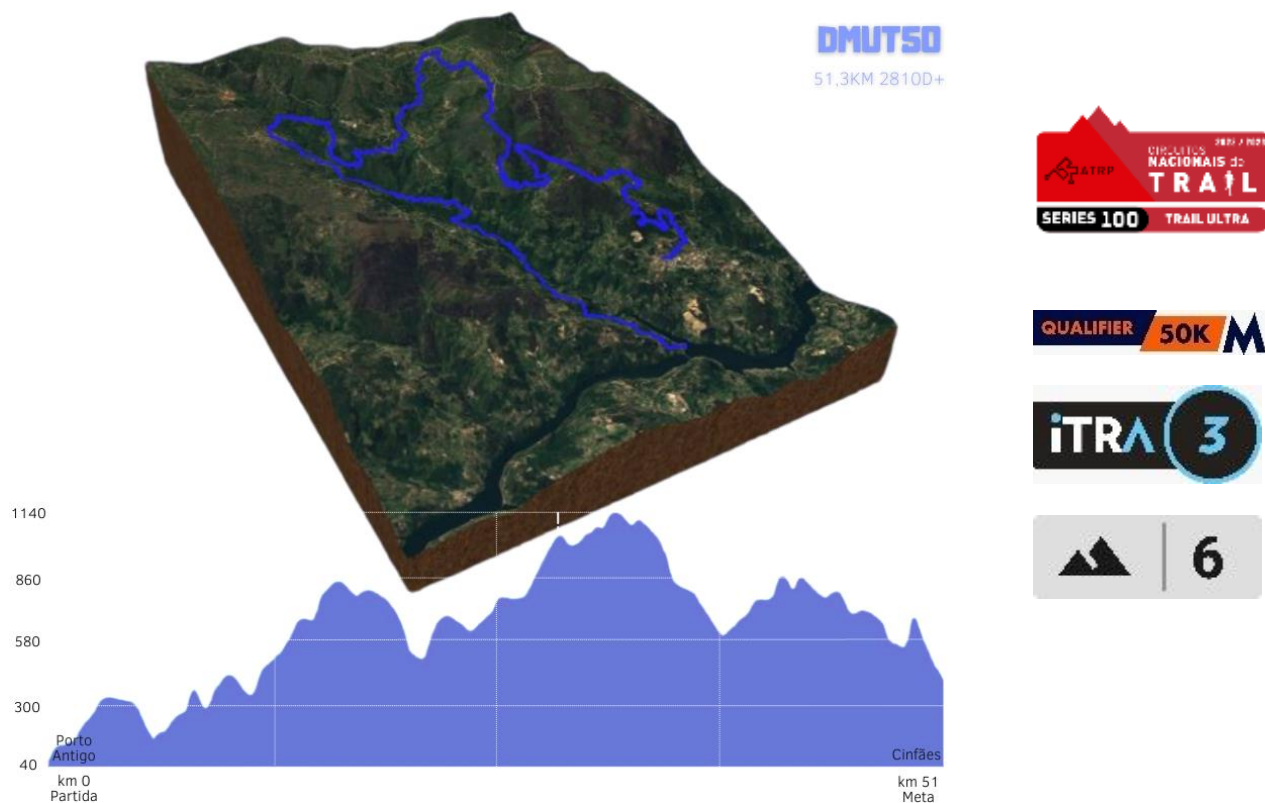 DMUT50
51,3KM 2810D+
ATRP
CIRCUITOS
NACIONAIS de
TRAIL
SERIES 100
TRAIL ULTRA
QUALIFIER
50K M
iTRA
3
6
1140
860
580
300
40
Porto
Antigo
km 0
Partida
Cinfães
km 51
Meta